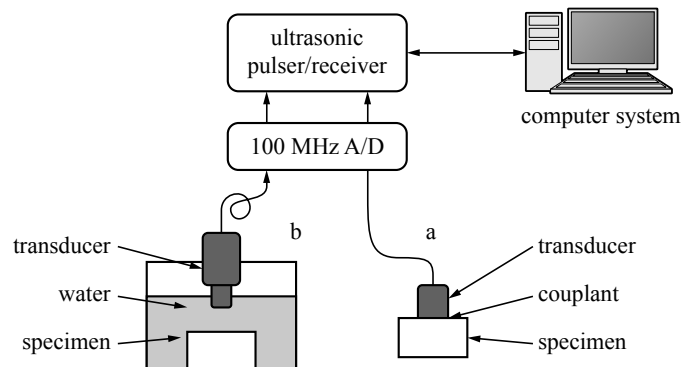 ultrasonic
pulser/receiver
computer system
100 MHz A/D
b
a
transducer
water
specimen
transducer
couplant
specimen